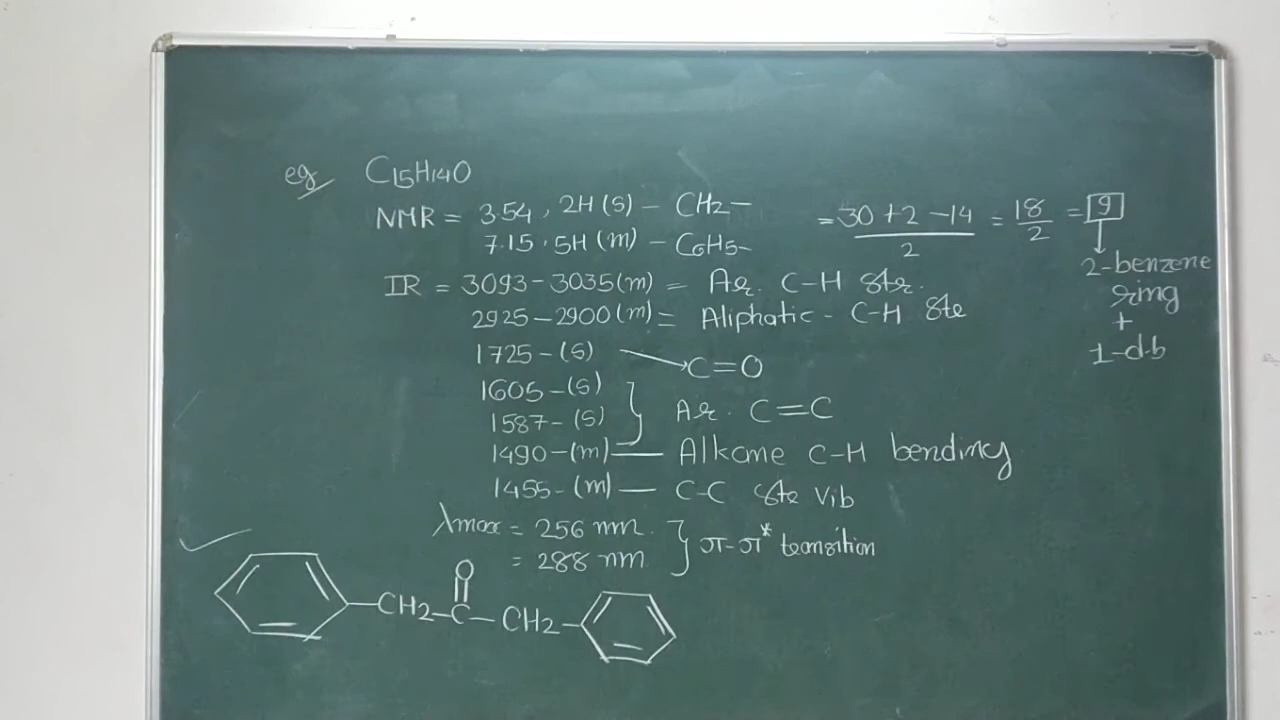 eg C15H14O
NMR = 3.54, 2H (s) - CH2-
7.15, 5H (m) - C6H5-
= 30 + 2 - 14 / 2 = 18 / 2 = 9
2-benzene
ring
+
1-d.b
IR = 3093-3035 (m) = Ar. C-H Str.
2925-2900 (m) = Aliphatic - C-H Str
1725-(s) → C=O
1605-(s)
1587-(s) } Ar. C=C
1490-(m) — Alkane C-H bending
1455-(m) — C-C Str Vib
λmax = 256 nm.
= 288 nm. } π-π* transition
O
CH2-C-CH2